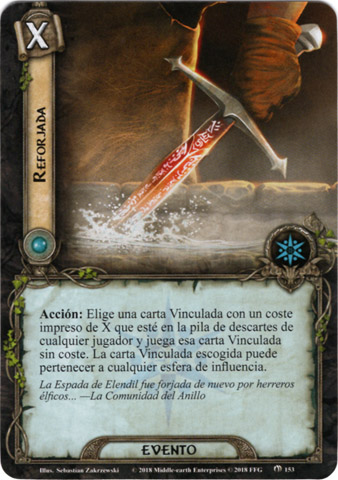 X
REFORJADA
Acción: Elige una carta Vinculada con un coste
impreso de X que esté en la pila de descartes de
cualquier jugador y juega esa carta Vinculada
sin coste. La carta Vinculada escogida puede
pertenecer a cualquier esfera de influencia.
La Espada de Elendil fue forjada de nuevo por herreros
élficos... —La Comunidad del Anillo
EVENTO
Illus. Sebastian Zakrzewski
© 2018 Middle-earth Enterprises © 2018 FFG
153